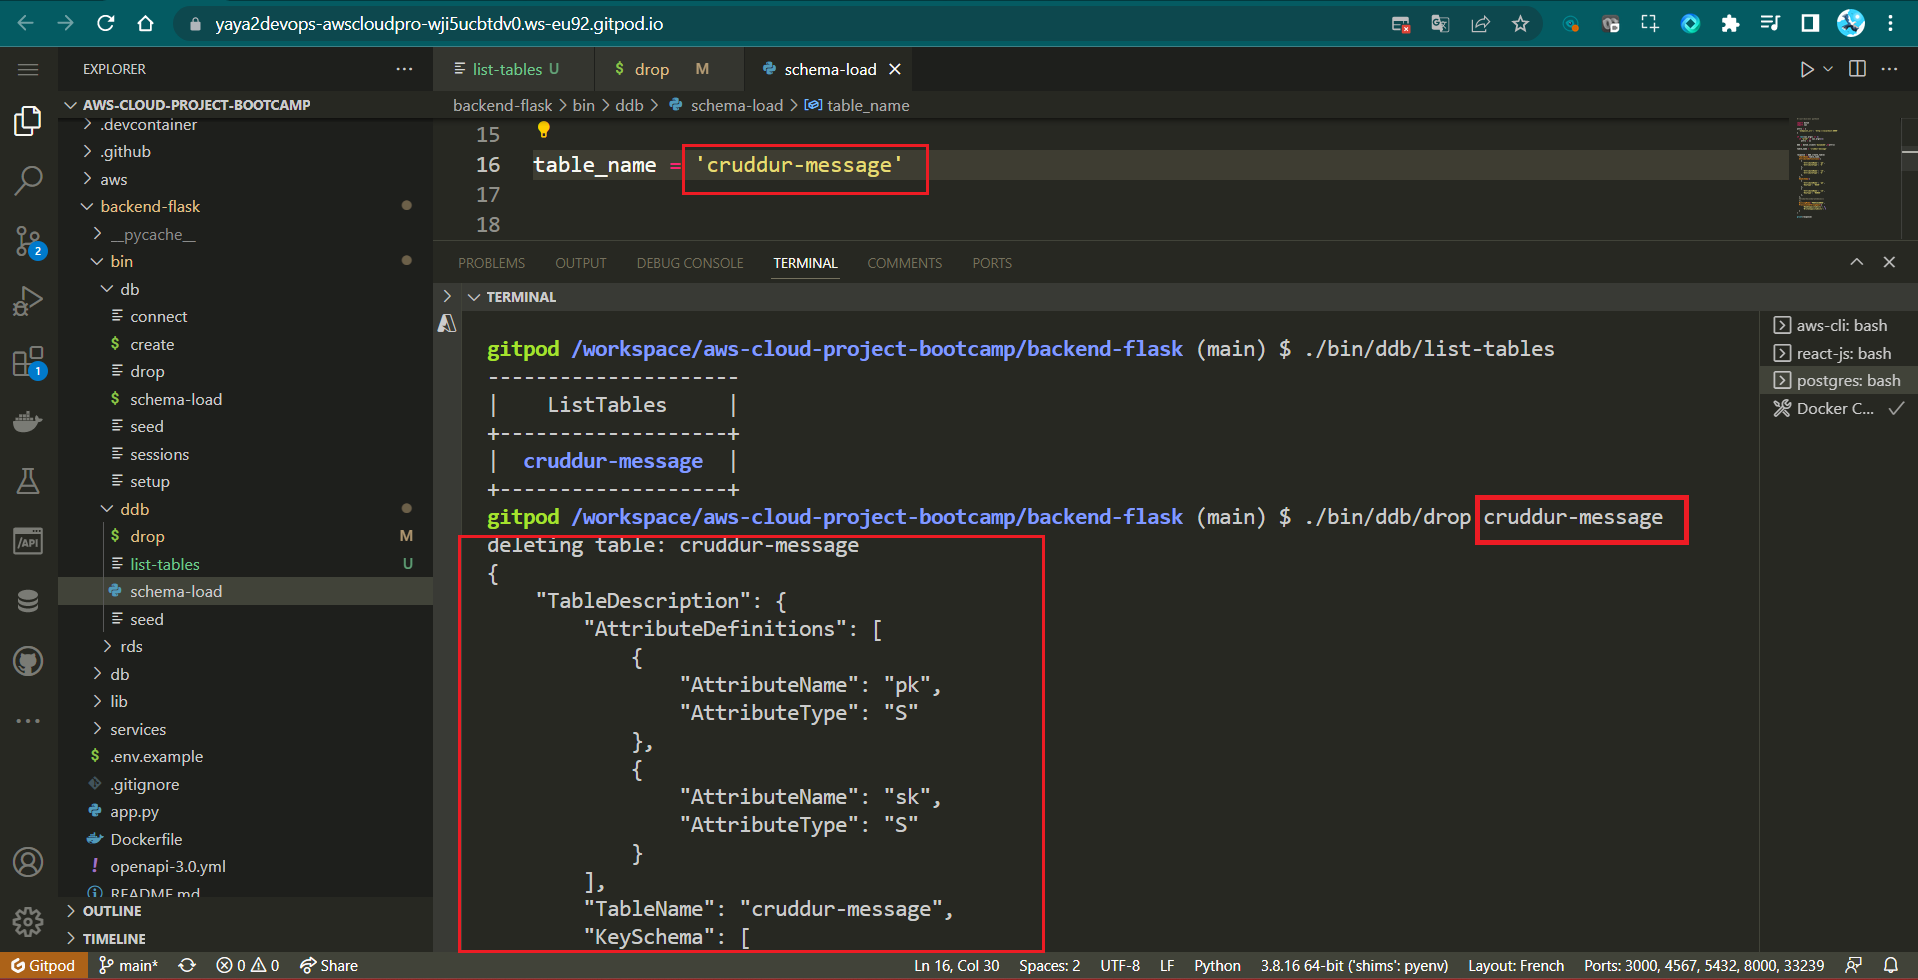 yaya2devops-awscloudpro-wji5ucbtdv0.ws-eu92.gitpod.io
EXPLORER
AWS-CLOUD-PROJECT-BOOTCAMP
.devcontainer
.github
aws
backend-flask
__pycache__
bin
db
connect
create
drop
schema-load
seed
sessions
setup
ddb
drop M
list-tables U
schema-load
seed
rds
db
lib
services
.env.example
.gitignore
app.py
Dockerfile
openapi-3.0.yml
README.md
OUTLINE
TIMELINE
2
1
/API
list-tables U
$ drop M
schema-load
backend-flask > bin > ddb > schema-load > table_name
15
16 table_name = 'cruddur-message'
17
18
PROBLEMS OUTPUT DEBUG CONSOLE TERMINAL COMMENTS PORTS
TERMINAL
gitpod /workspace/aws-cloud-project-bootcamp/backend-flask (main) $ ./bin/ddb/list-tables
---------------------
|    ListTables     |
+-------------------+
|  cruddur-message  |
+-------------------+
gitpod /workspace/aws-cloud-project-bootcamp/backend-flask (main) $ ./bin/ddb/drop cruddur-message
deleting table: cruddur-message
{
"TableDescription": {
"AttributeDefinitions": [
{
"AttributeName": "pk",
"AttributeType": "S"
},
{
"AttributeName": "sk",
"AttributeType": "S"
}
],
"TableName": "cruddur-message",
"KeySchema": [
aws-cli: bash
react-js: bash
postgres: bash
Docker C...
Gitpod main* 0 0 Share Ln 16, Col 30 Spaces: 2 UTF-8 LF Python 3.8.16 64-bit ('shims': pyenv) Layout: French Ports: 3000, 4567, 5432, 8000, 33239